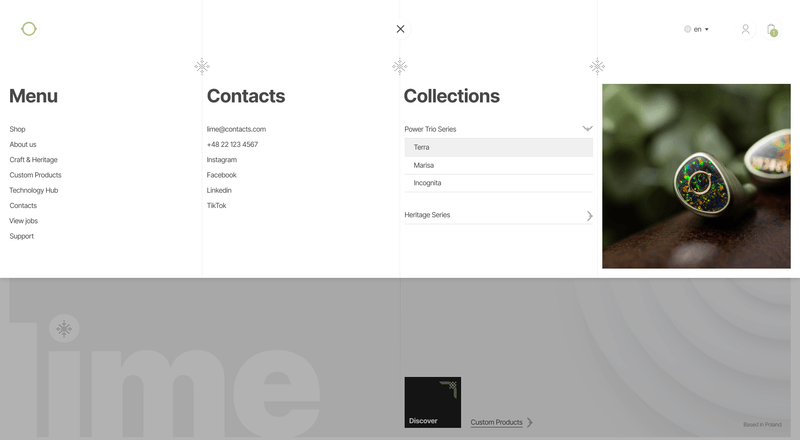 en
1
Menu
Shop
About us
Craft & Heritage
Custom Products
Technology Hub
Contacts
View jobs
Support
Contacts
lime@contacts.com
+48 22 123 4567
Instagram
Facebook
Linkedin
TikTok
Collections
Power Trio Series
Terra
Marisa
Incognita
Heritage Series
lime
Discover
Custom Products
Based in Poland